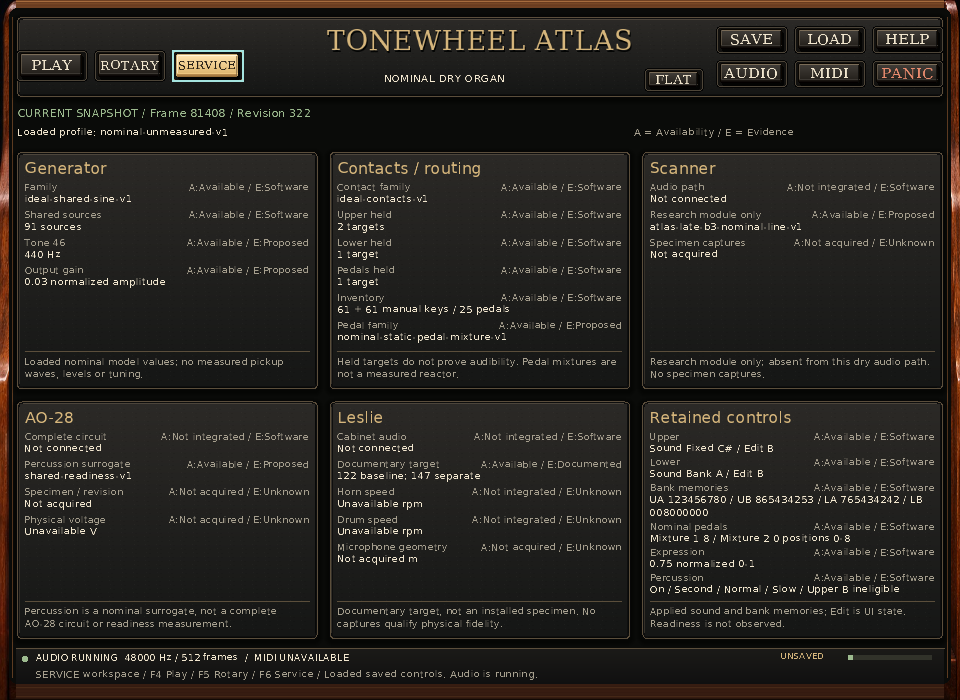 TONEWHEEL ATLAS
NOMINAL DRY ORGAN
PLAY ROTARY SERVICE
FLAT
SAVE LOAD HELP
AUDIO MIDI PANIC
CURRENT SNAPSHOT / Frame 81408 / Revision 322
Loaded profile: nominal-unmeasured-v1
A = Availability / E = Evidence
Generator
Family A:Available / E:Software
ideal-shared-sine-v1
Shared sources A:Available / E:Software
91 sources
Tone 46 A:Available / E:Proposed
440 Hz
Output gain A:Available / E:Proposed
0.03 normalized amplitude
Loaded nominal model values; no measured pickup
waves, levels or tuning.
Contacts / routing
Contact family A:Available / E:Software
ideal-contacts-v1
Upper held A:Available / E:Software
2 targets
Lower held A:Available / E:Software
1 target
Pedals held A:Available / E:Software
1 target
Inventory A:Available / E:Software
61 + 61 manual keys / 25 pedals
Pedal family A:Available / E:Proposed
nominal-static-pedal-mixture-v1
Held targets do not prove audibility. Pedal mixtures are
not a measured reactor.
Scanner
Audio path A:Not integrated / E:Software
Not connected
Research module only A:Available / E:Proposed
atlas-late-b3-nominal-line-v1
Specimen captures A:Not acquired / E:Unknown
Not acquired
Research module only; absent from this dry audio path.
No specimen captures.
AO-28
Complete circuit A:Not integrated / E:Software
Not connected
Percussion surrogate A:Available / E:Proposed
shared-readiness-v1
Specimen / revision A:Not acquired / E:Unknown
Not acquired
Physical voltage A:Not acquired / E:Unknown
Unavailable V
Percussion is a nominal surrogate, not a complete
AO-28 circuit or readiness measurement.
Leslie
Cabinet audio A:Not integrated / E:Software
Not connected
Documentary target A:Available / E:Documented
122 baseline; 147 separate
Horn speed A:Not integrated / E:Unknown
Unavailable rpm
Drum speed A:Not integrated / E:Unknown
Unavailable rpm
Microphone geometry A:Not acquired / E:Unknown
Not acquired m
Documentary target, not an installed specimen. No
captures qualify physical fidelity.
Retained controls
Upper A:Available / E:Software
Sound Fixed C# / Edit B
Lower A:Available / E:Software
Sound Bank A / Edit B
Bank memories A:Available / E:Software
UA 123456780 / UB 865434253 / LA 765434242 / LB
008000000
Nominal pedals A:Available / E:Software
Mixture 1 8 / Mixture 2 0 positions 0-8
Expression A:Available / E:Software
0.75 normalized 0-1
Percussion A:Available / E:Software
On / Second / Normal / Slow / Upper B ineligible
Applied sound and bank memories; Edit is UI state.
Readiness is not observed.
AUDIO RUNNING 48000 Hz / 512 frames / MIDI UNAVAILABLE
UNSAVED
SERVICE workspace / F4 Play / F5 Rotary / F6 Service / Loaded saved controls. Audio is running.